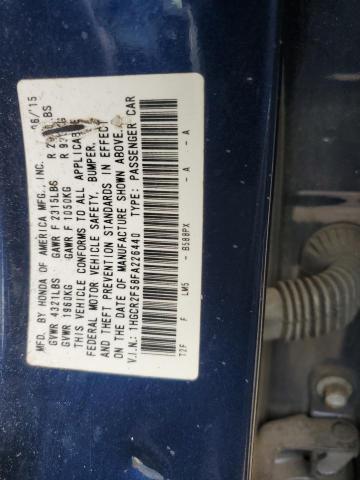 MFD. BY HONDA OF AMERICA MFG., INC. 06/15
GVWR 4321LBS GAWR F 2315LBS R LBS
GVWR 1960KG GAWR F 1050KG R
THIS VEHICLE CONFORMS TO ALL APPLICABLE
FEDERAL MOTOR VEHICLE SAFETY, BUMPER,
AND THEFT PREVENTION STANDARDS IN EFFECT
ON THE DATE OF MANUFACTURE SHOWN ABOVE.
V.I.N.: 1HGCR2F58FA226440 TYPE: PASSENGER CAR
T2F F LW5 - B588PX - A - A